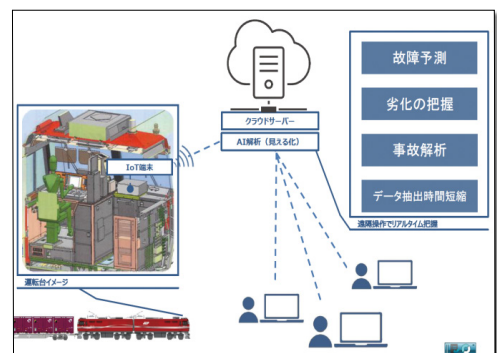 クラウドサーバー
AI解析（見える化）
IoT端末
運転台イメージ
故障予測
劣化の把握
事故解析
データ抽出時間短縮
遠隔操作でリアルタイム把握